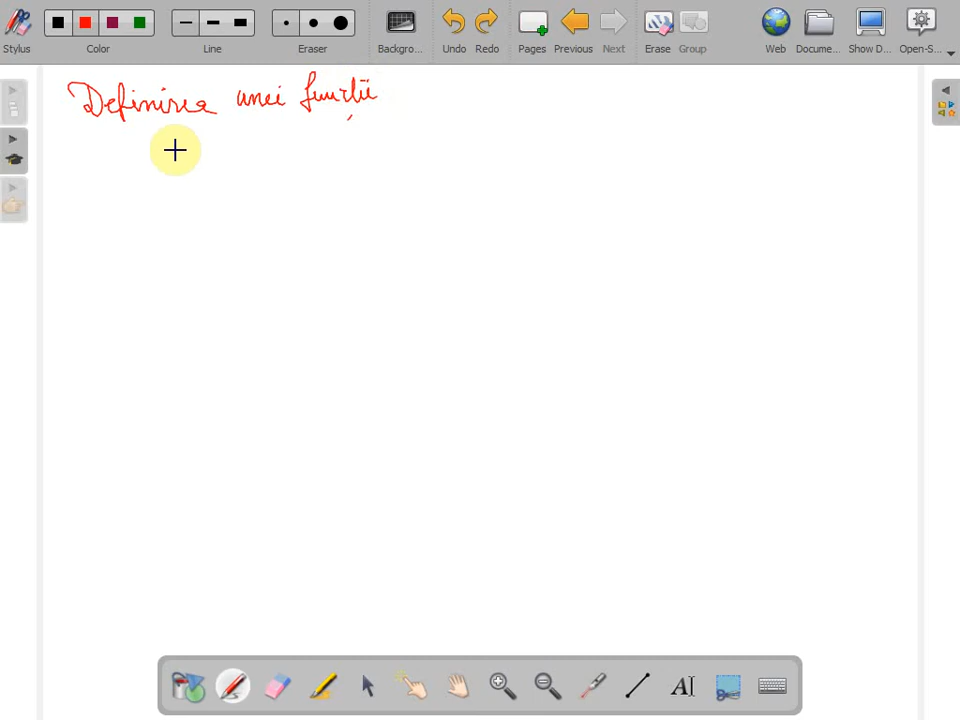 Stylus Color Line Eraser Backgro... Undo Redo Pages Previous Next Erase Group Web Docume... Show D... Open-S...
Definirea unei funcții